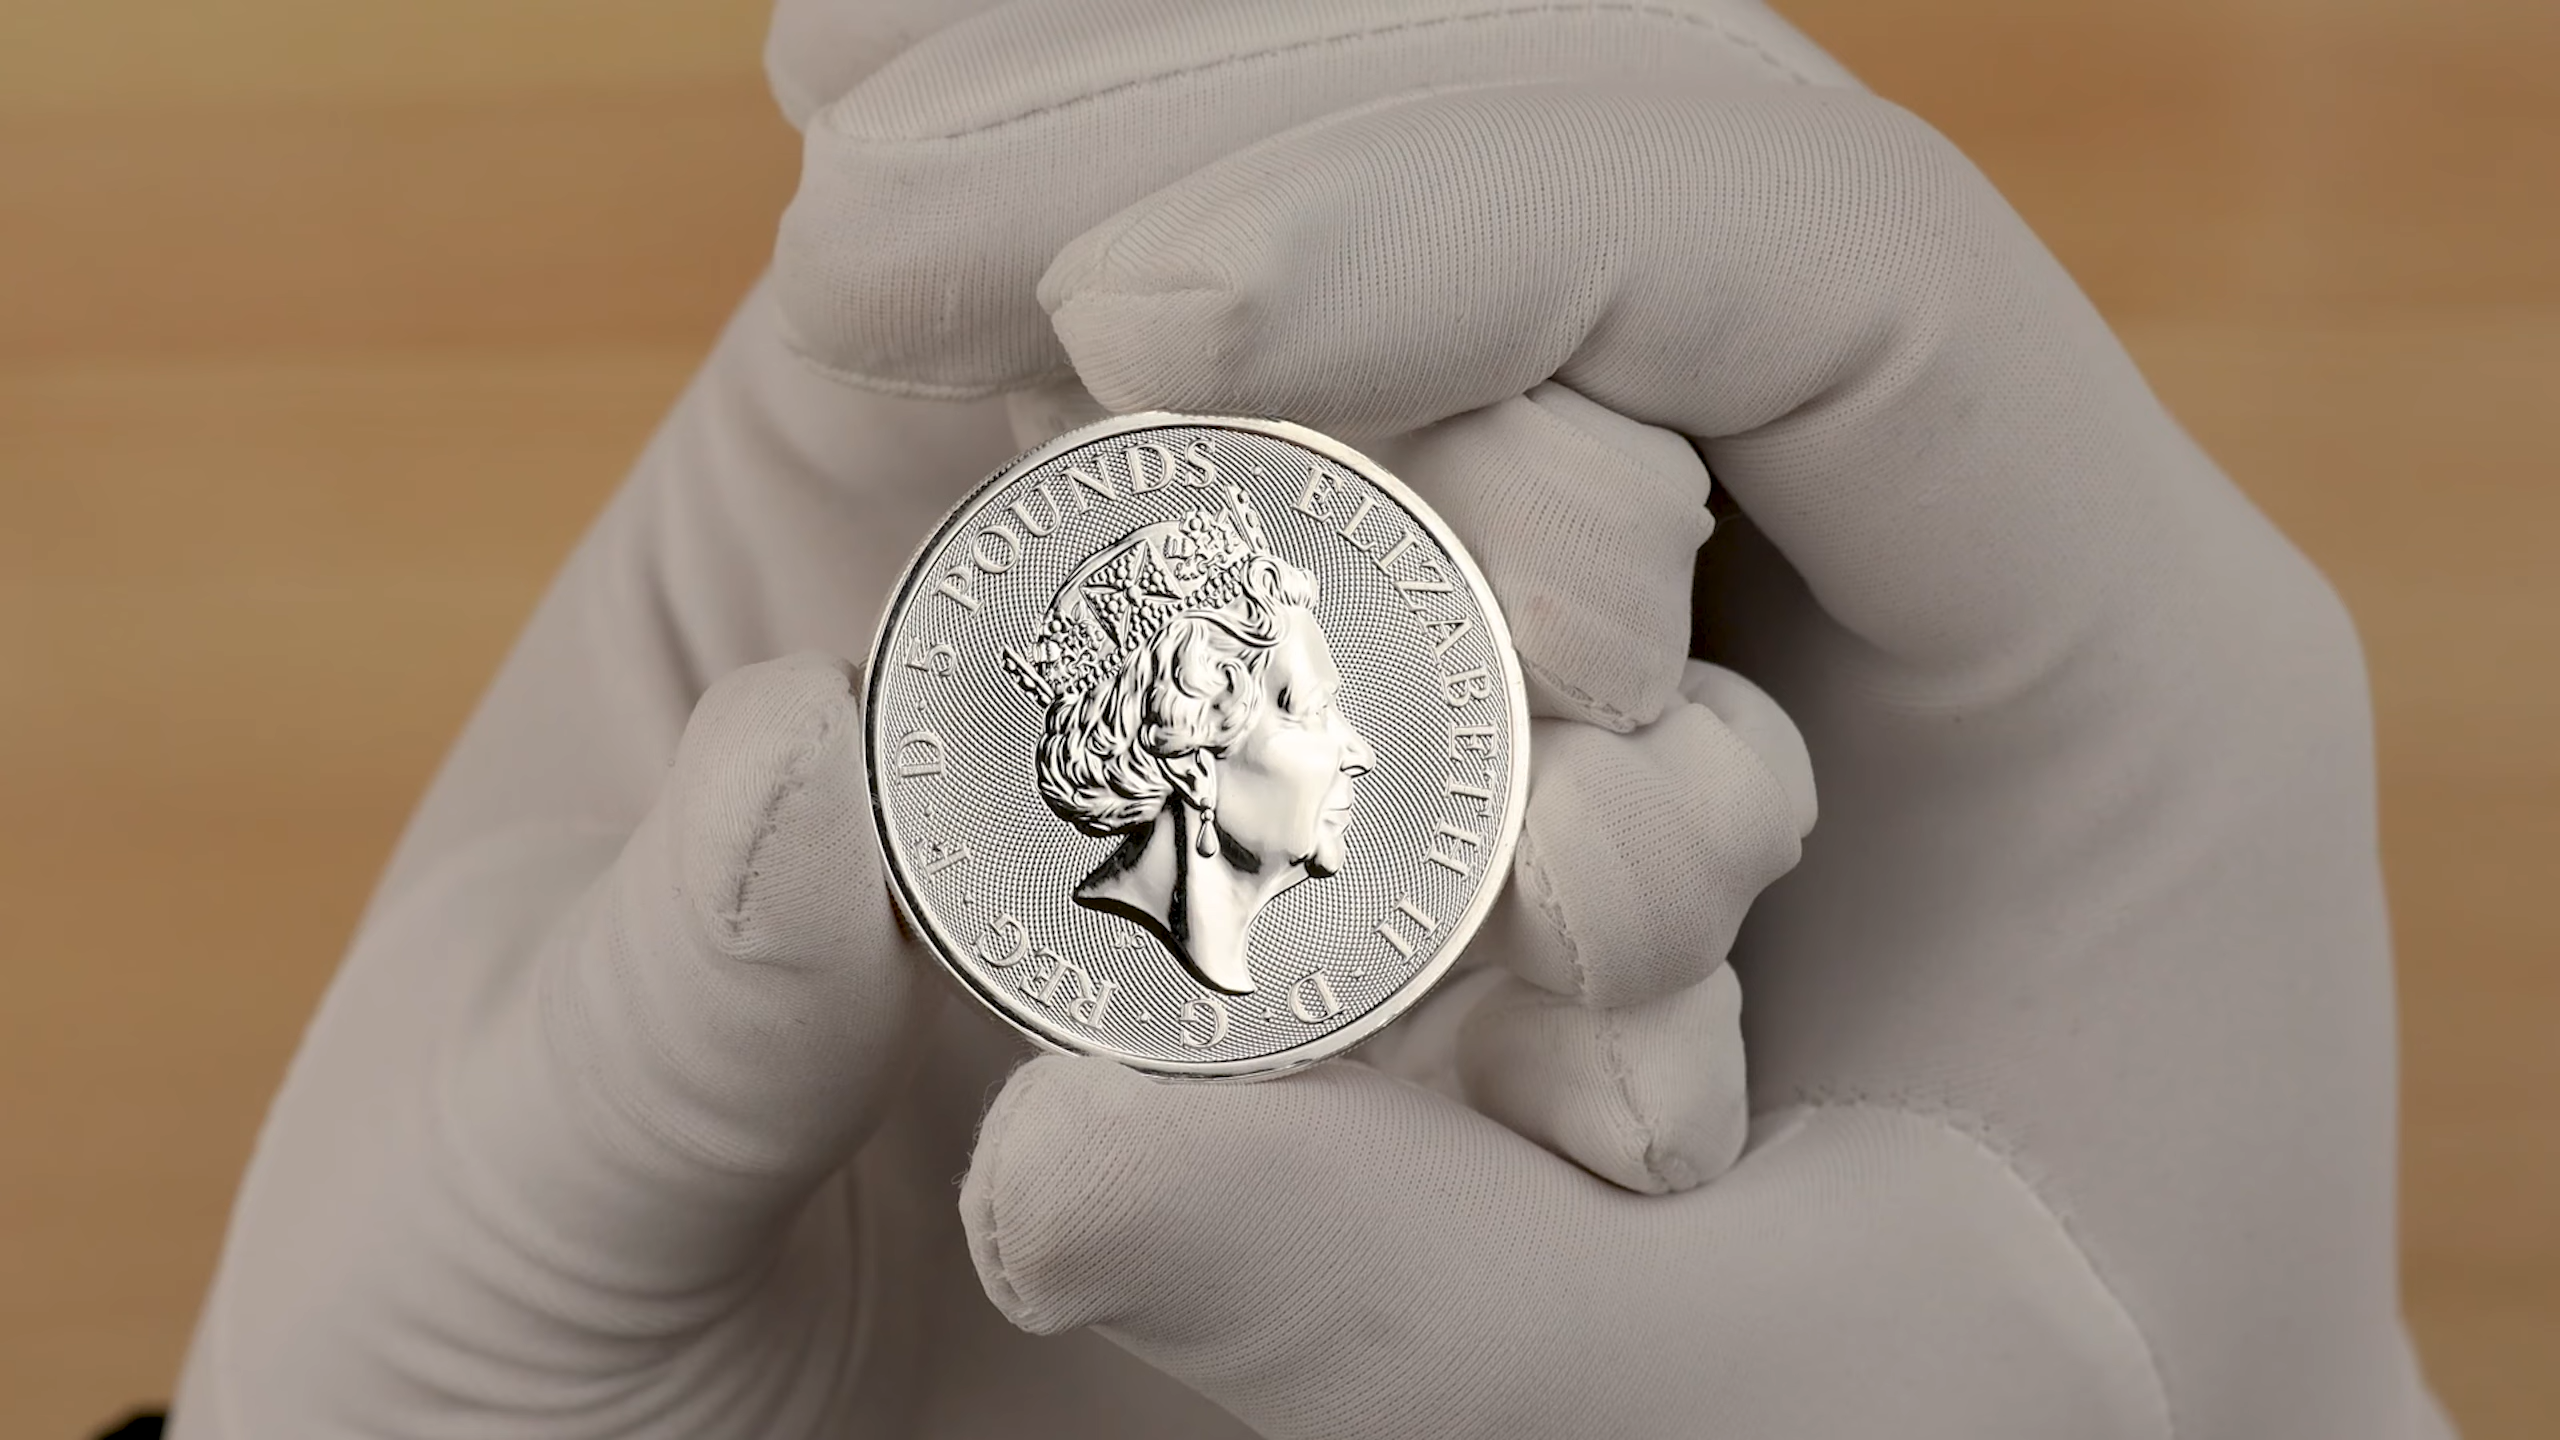 ELIZABETH II · D · G · REG · F · D · 5 POUNDS ·